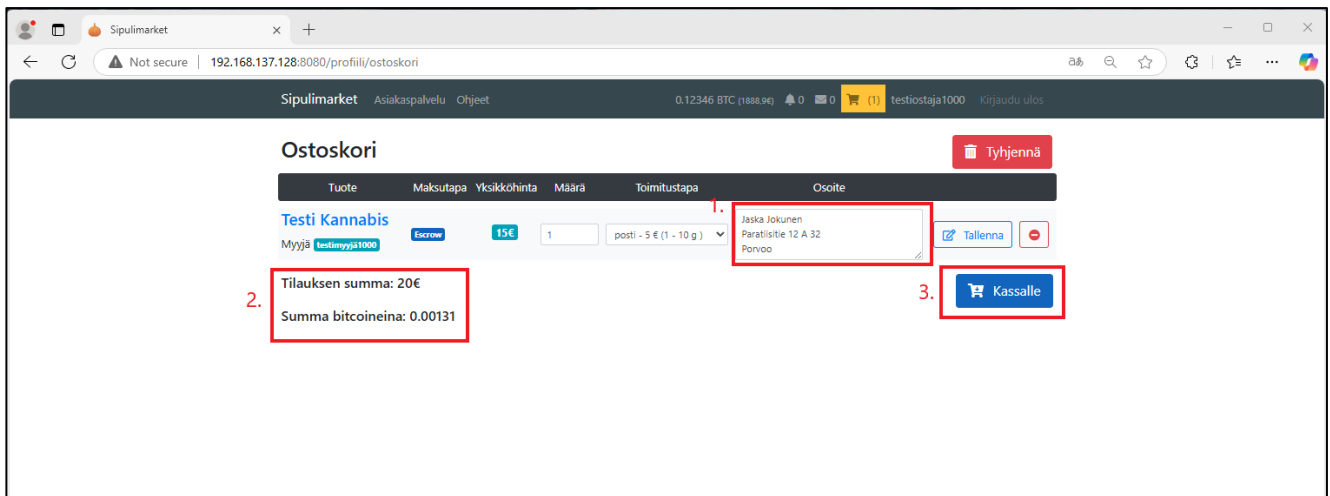 Sipulimarket
Not secure 192.168.137.128:8080/profiili/ostoskori
Sipulimarket Asiakaspalvelu Ohjeet 0.12346 BTC (1888.9€) 0 0 (1) testiostaja1000 Kirjaudu ulos
Ostoskori Tyhjennä
Tuote Maksutapa Yksikköhinta Määrä Toimitustapa Osoite
1.
Testi Kannabis Escrow 15€ 1 posti - 5 € (1 - 10 g ) Jaska Jokunen
Paratiisitie 12 A 32
Porvoo
Tallenna
Myyjä testimyyjä1000
2.
Tilauksen summa: 20€
Summa bitcoineina: 0.00131
3.
Kassalle